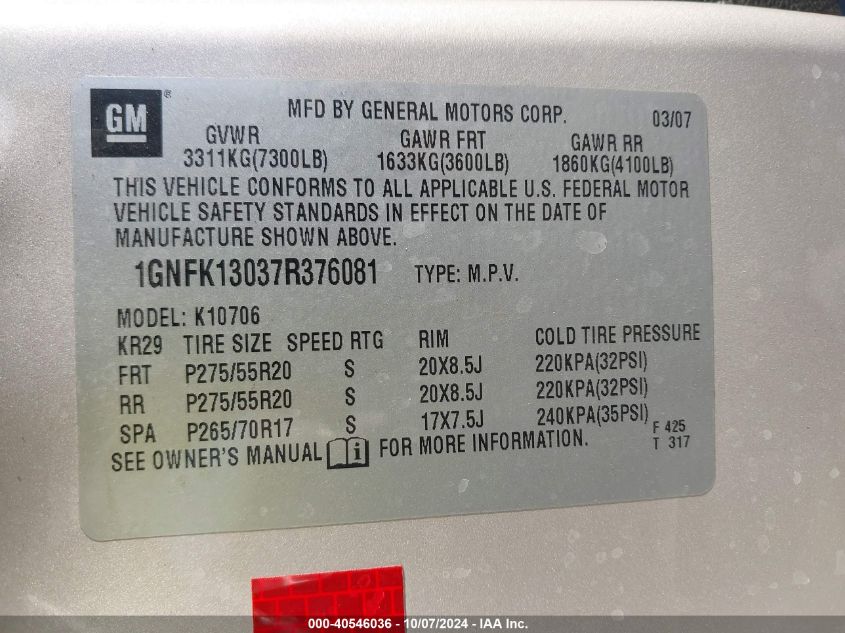 GM ®
MFD BY GENERAL MOTORS CORP. 03/07
GVWR GAWR FRT GAWR RR
3311KG(7300LB) 1633KG(3600LB) 1860KG(4100LB)
THIS VEHICLE CONFORMS TO ALL APPLICABLE U.S. FEDERAL MOTOR
VEHICLE SAFETY STANDARDS IN EFFECT ON THE DATE OF
MANUFACTURE SHOWN ABOVE.
1GNFK13037R376081 TYPE: M.P.V.
MODEL: K10706
KR29 TIRE SIZE SPEED RTG RIM COLD TIRE PRESSURE
FRT P275/55R20 S 20X8.5J 220KPA(32PSI)
RR P275/55R20 S 20X8.5J 220KPA(32PSI)
SPA P265/70R17 S 17X7.5J 240KPA(35PSI) F 425
T 317
SEE OWNER'S MANUAL i FOR MORE INFORMATION.
000-40546036 - 10/07/2024 - IAA Inc.